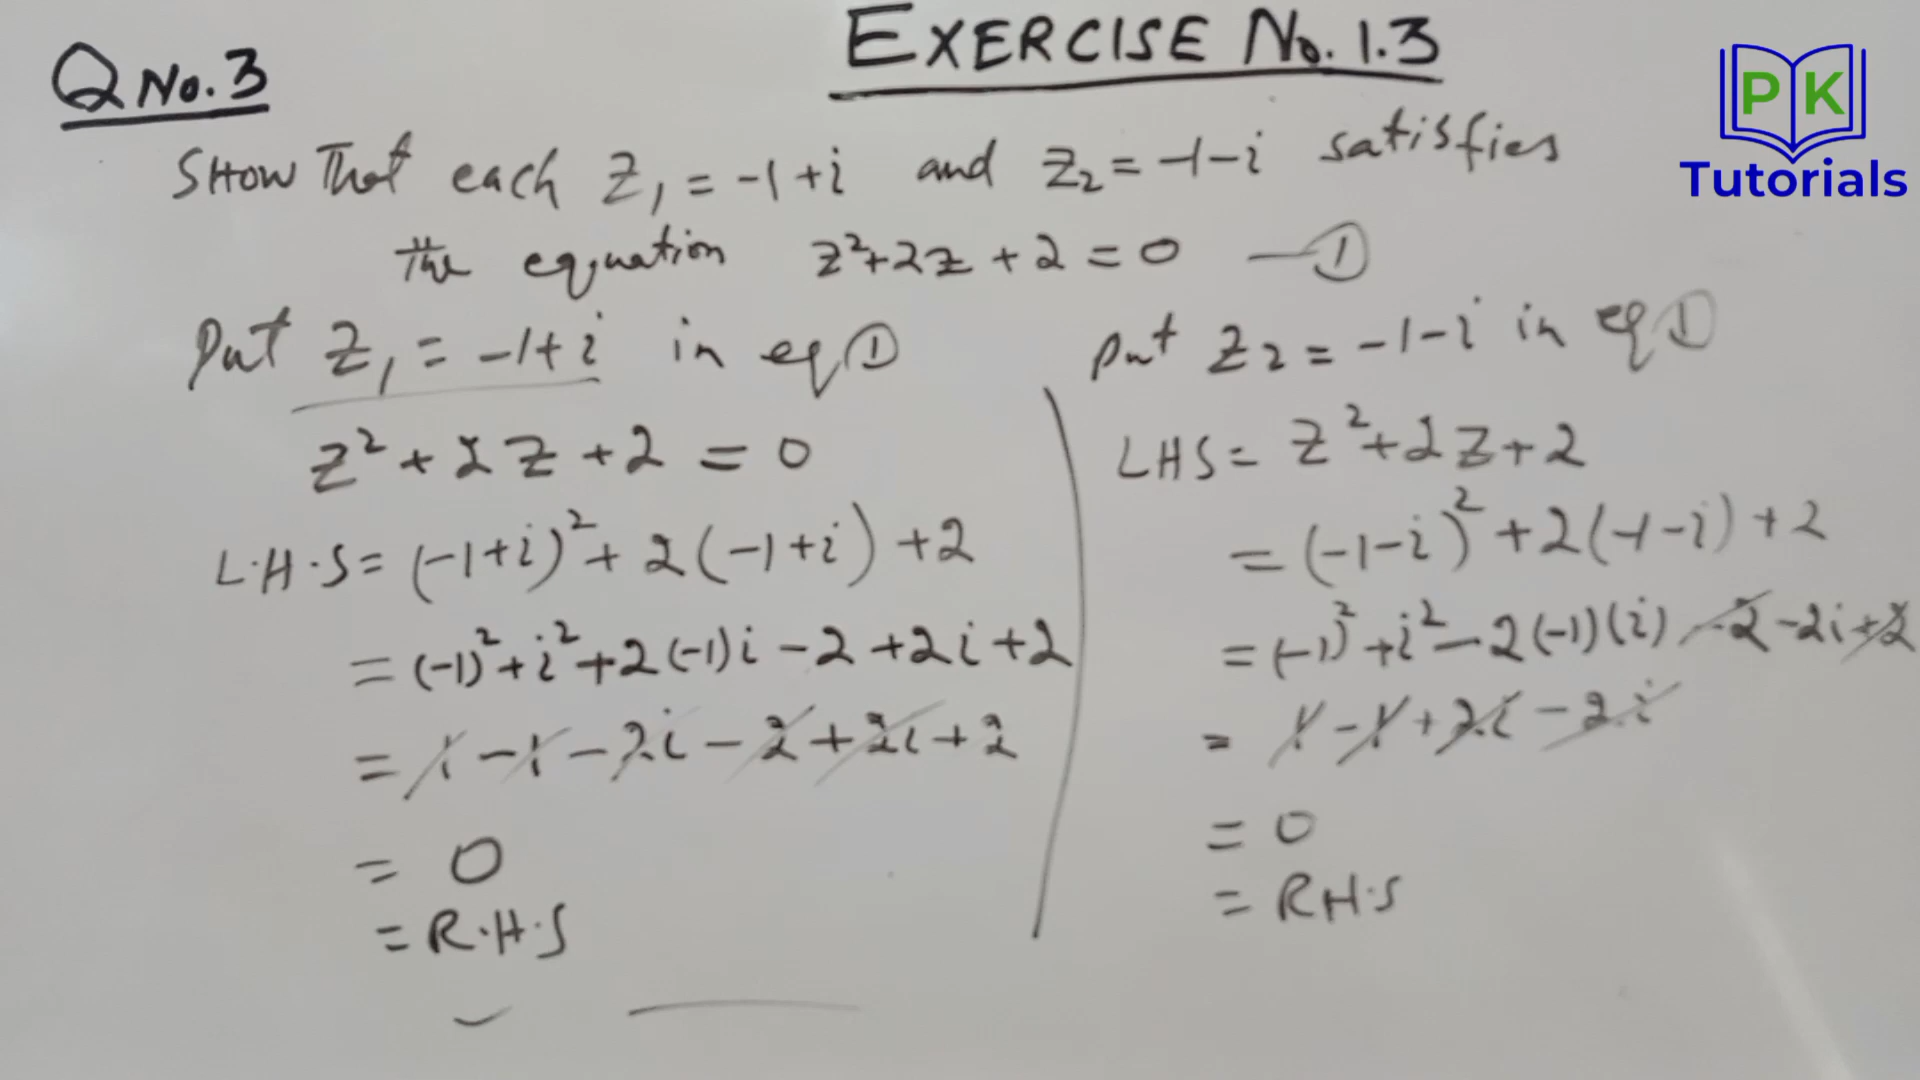 EXERCISE No. 1.3
Q No. 3
PK
Tutorials
Show That each z₁ = -1+i and z₂ = -1-i satisfies
The equation z²+2z+2 = 0 — ①
Put z₁ = -1+i in eq ①
z² + 2z + 2 = 0
L.H.S = (-1+i)² + 2(-1+i) + 2
= (-1)² + i² + 2(-1)i - 2 + 2i + 2
= 1 - 1 - 2i - 2 + 2i + 2
= 0
= R.H.S
put z₂ = -1-i in eq ①
LHS = z² + 2z + 2
= (-1-i)² + 2(-1-i) + 2
= (-1)² + i² - 2(-1)(i) - 2 - 2i + 2
= 1 - 1 + 2i - 2i
= 0
= RH.S